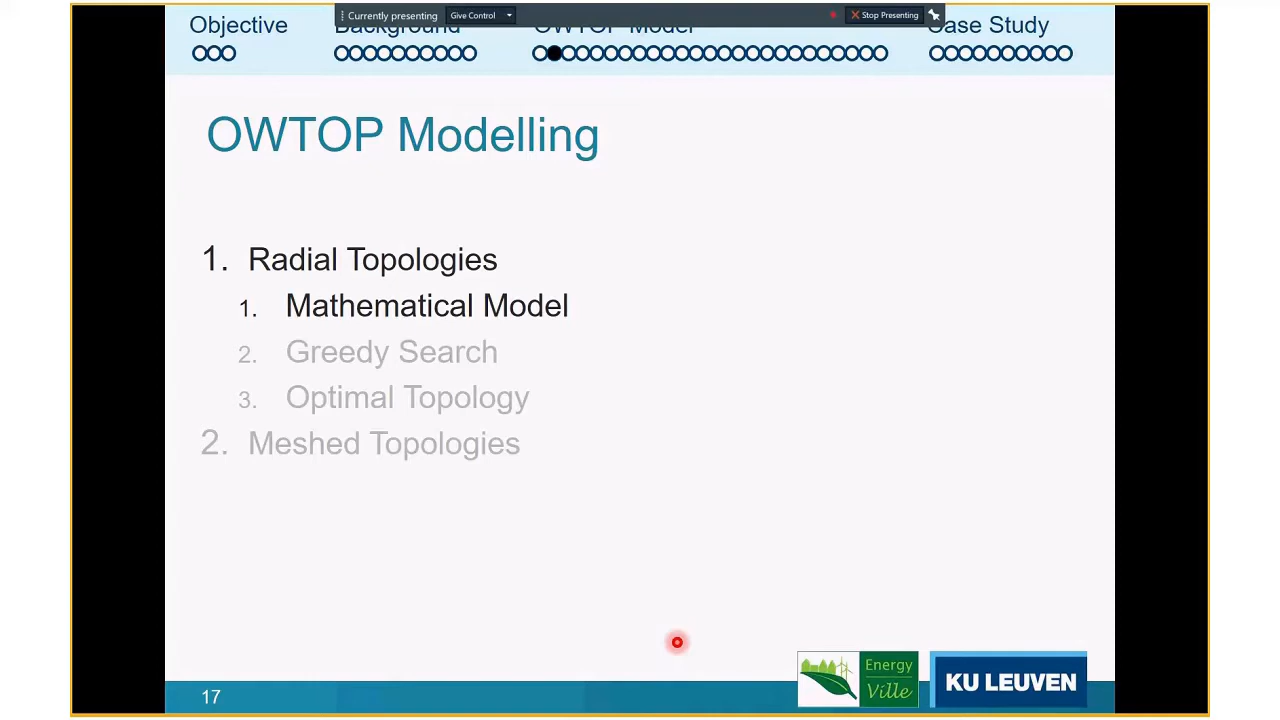 Currently presenting
Give Control
Stop Presenting
Objective
Background
OWTOP Model
Case Study
OWTOP Modelling
1. Radial Topologies
1. Mathematical Model
2. Greedy Search
3. Optimal Topology
2. Meshed Topologies
17
Energy
Ville
KU LEUVEN